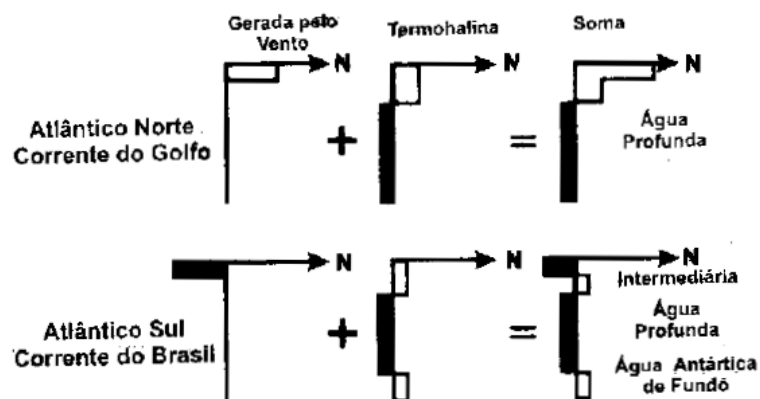 Gerada pelo
Vento
Termohalina
Soma
N
N
N
Atlântico Norte
Corrente do Golfo
+
=
Água
Profunda
N
N
N
Intermediária
Atlântico Sul
Corrente do Brasil
+
=
Água
Profunda
Água Antártica
de Fundo